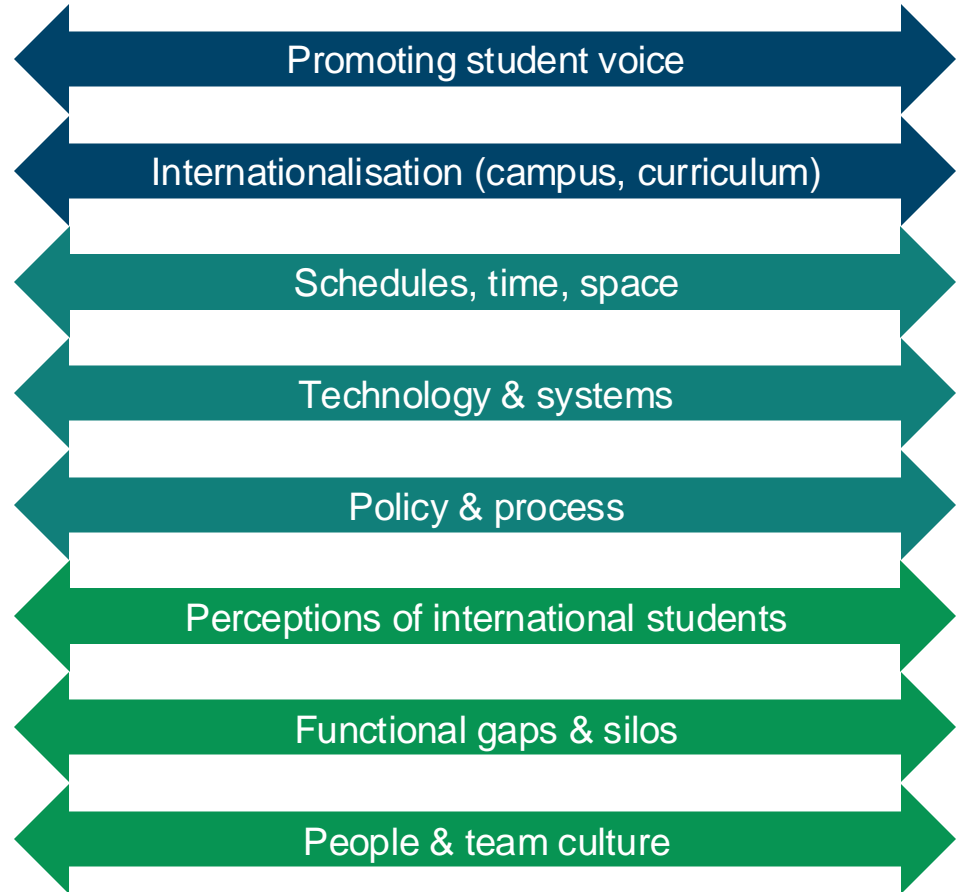 Promoting student voice
Internationalisation (campus, curriculum)
Schedules, time, space
Technology & systems
Policy & process
Perceptions of international students
Functional gaps & silos
People & team culture